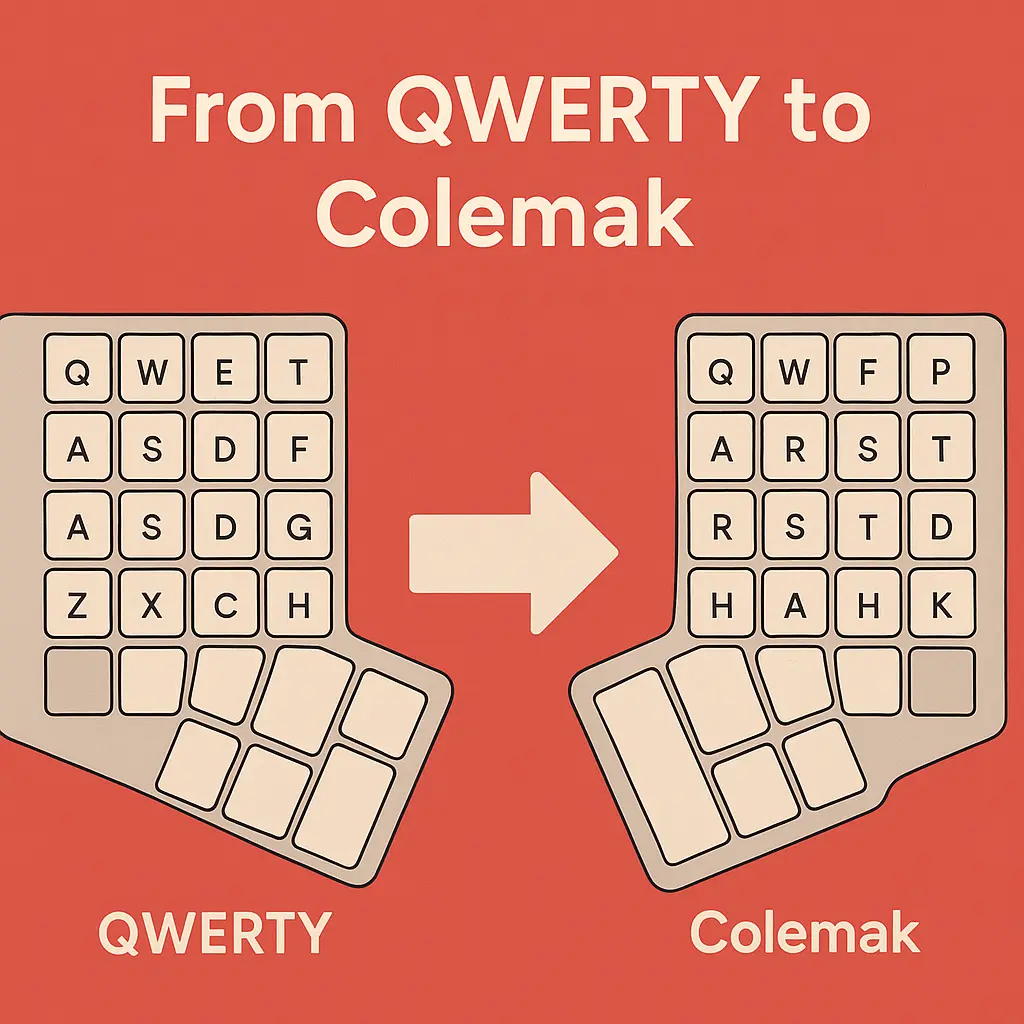 From QWERTY to
Colemak
Q W E T
A S D F
A S D G
Z X C H
Q W F P
A R S T
R S T D
H A H K
QWERTY
Colemak